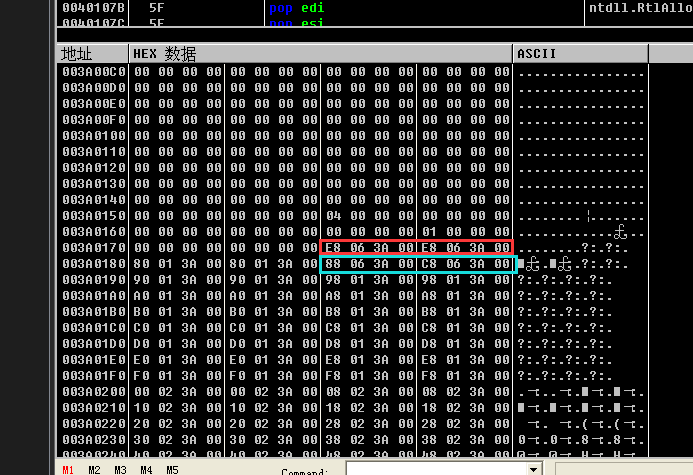 0040107B 5F pop edi ntdll.RtlAllo
0040107C 5F pop esi
地址 HEX 数据 ASCII
003A00C0 00 00 00 00 00 00 00 00 00 00 00 00 00 00 00 00 ................
003A00D0 00 00 00 00 00 00 00 00 00 00 00 00 00 00 00 00 ................
003A00E0 00 00 00 00 00 00 00 00 00 00 00 00 00 00 00 00 ................
003A00F0 00 00 00 00 00 00 00 00 00 00 00 00 00 00 00 00 ................
003A0100 00 00 00 00 00 00 00 00 00 00 00 00 00 00 00 00 ................
003A0110 00 00 00 00 00 00 00 00 00 00 00 00 00 00 00 00 ................
003A0120 00 00 00 00 00 00 00 00 00 00 00 00 00 00 00 00 ................
003A0130 00 00 00 00 00 00 00 00 00 00 00 00 00 00 00 00 ................
003A0140 00 00 00 00 00 00 00 00 00 00 00 00 00 00 00 00 ................
003A0150 00 00 00 00 00 00 00 00 04 00 00 00 00 00 00 00
003A0160 00 00 00 00 00 00 00 00 00 00 00 00 01 00 00 00
003A0170 00 00 00 00 00 00 00 00 E8 06 3A 00 E8 06 3A 00 ........?:.?:.
003A0180 80 01 3A 00 80 01 3A 00 88 06 3A 00 C8 06 3A 00
003A0190 90 01 3A 00 90 01 3A 00 98 01 3A 00 98 01 3A 00 ?:.?:.?:.?:.
003A01A0 A0 01 3A 00 A0 01 3A 00 A8 01 3A 00 A8 01 3A 00 ?:.?:.?:.?:.
003A01B0 B0 01 3A 00 B0 01 3A 00 B8 01 3A 00 B8 01 3A 00 ?:.?:.?:.?:.
003A01C0 C0 01 3A 00 C0 01 3A 00 C8 01 3A 00 C8 01 3A 00 ?:.?:.?:.?:.
003A01D0 D0 01 3A 00 D0 01 3A 00 D8 01 3A 00 D8 01 3A 00 ?:.?:.?:.?:.
003A01E0 E0 01 3A 00 E0 01 3A 00 E8 01 3A 00 E8 01 3A 00 ?:.?:.?:.?:.
003A01F0 F0 01 3A 00 F0 01 3A 00 F8 01 3A 00 F8 01 3A 00 ?:.?:.?:.?:.
003A0200 00 02 3A 00 00 02 3A 00 08 02 3A 00 08 02 3A 00
003A0210 10 02 3A 00 10 02 3A 00 18 02 3A 00 18 02 3A 00
003A0220 20 02 3A 00 20 02 3A 00 28 02 3A 00 28 02 3A 00
003A0230 30 02 3A 00 30 02 3A 00 38 02 3A 00 38 02 3A 00
003A0240 40 02 3A 00 40 02 3A 00 48 02 3A 00 48 02 3A 00
M1 M2 M3 M4 M5 Command: